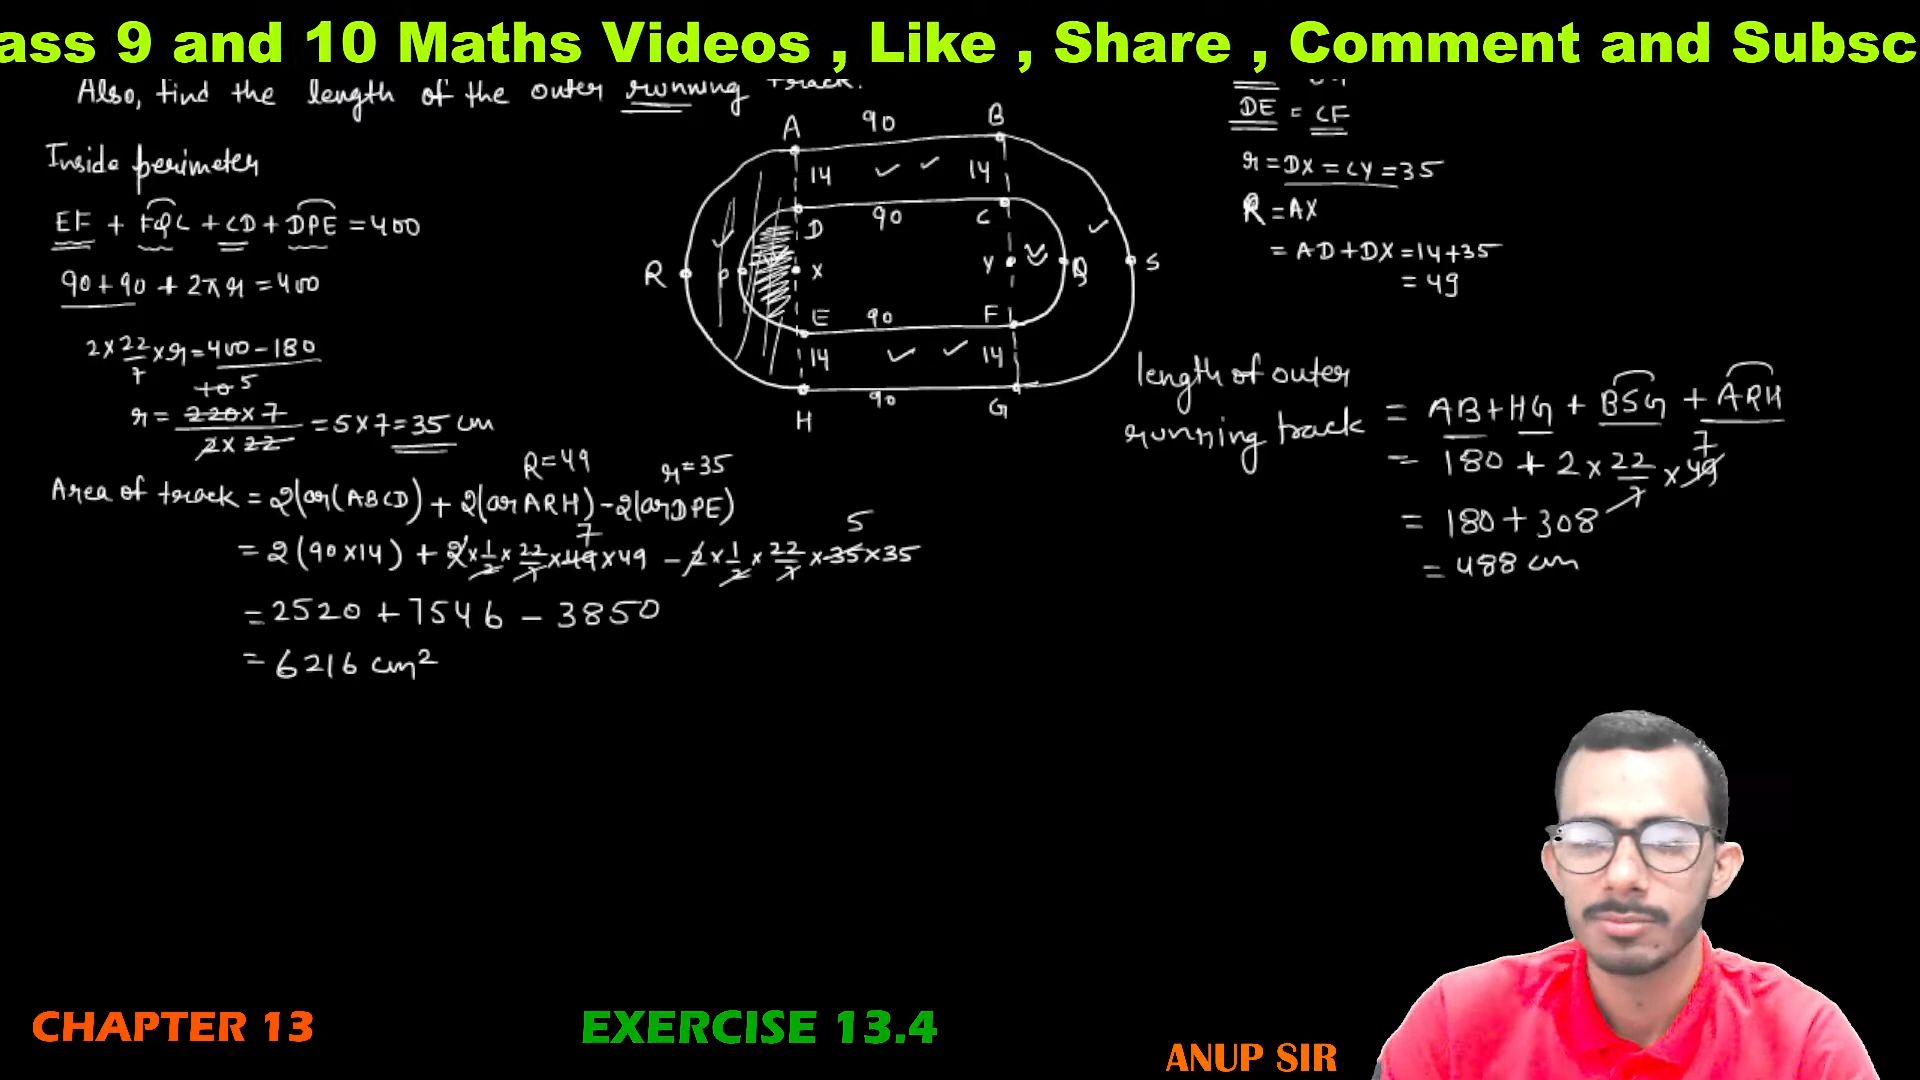 ass 9 and 10 Maths Videos , Like , Share , Comment and Subsc
Also, find the length of the outer running track.
Inside perimeter
EF + FQC + CD + DPE = 400
90+90 + 2πr = 400
2 × 22/7 × r = 400 - 180
10 5
r = 220 × 7 / 2 × 22 = 5 × 7 = 35 cm
R = 49 r = 35
Area of track = 2(ar(ABCD) + 2(ar ARH) - 2(ar DPE)
7 5
= 2(90×14) + 2 × 1/2 × 22/7 × 49 × 49 - 2 × 1/2 × 22/7 × 35 × 35
= 2520 + 7546 - 3850
= 6216 cm²
A 90 B
14 14
90
D C
R P X Y Q S
E 90 F
14 14
H 90 G
DE = CF
r = DX = CY = 35
R = AX
= AD + DX = 14 + 35
= 49
length of outer
running track = AB + HG + BSG + ARH
7
= 180 + 2 × 22/7 × 49
= 180 + 308
= 488 cm
CHAPTER 13
EXERCISE 13.4
ANUP SIR